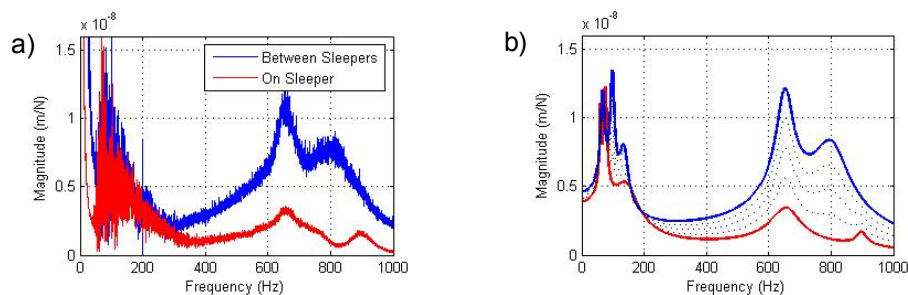 a)
x 10⁻⁸
1.5
1
0.5
0
Magnitude (m/N)
Between Sleepers
On Sleeper
0 200 400 600 800 1000
Frequency (Hz)
b)
x 10⁻⁸
1.5
1
0.5
0
Magnitude (m/N)
0 200 400 600 800 1000
Frequency (Hz)